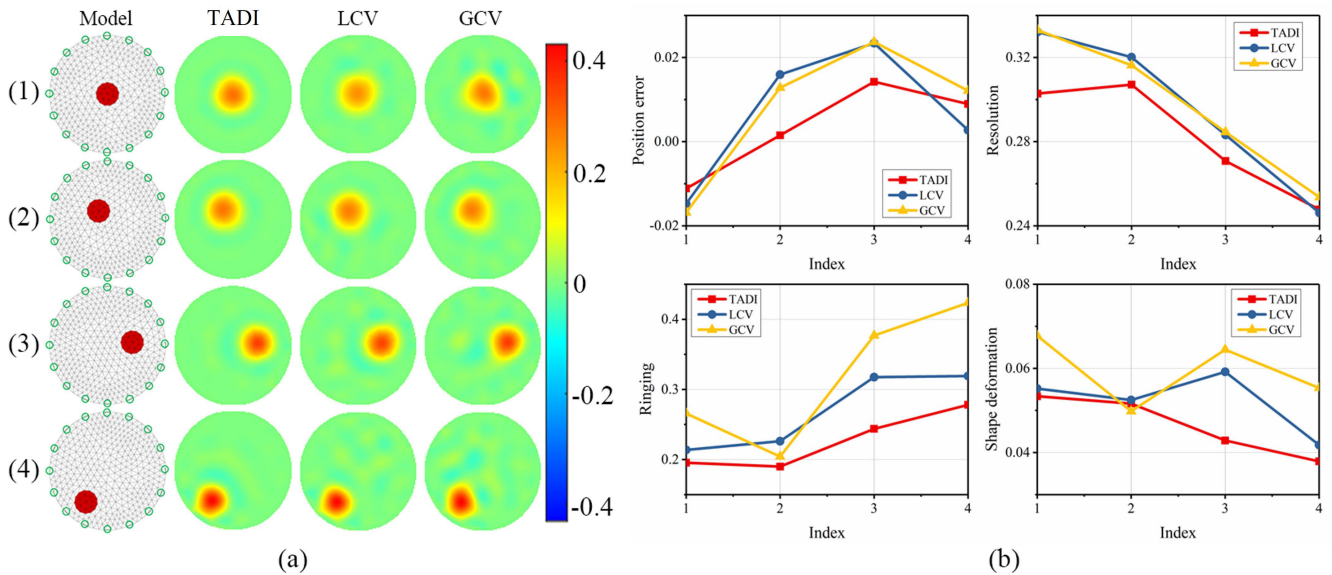 Model TADI LCV GCV
(1)
(2)
(3)
(4)
0.4
0.2
0
-0.2
-0.4
(a)
Position error
0.02
0.00
-0.02
1 2 3 4
Index
TADI
LCV
GCV
Resolution
0.32
0.28
0.24
1 2 3 4
Index
TADI
LCV
GCV
Ringing
0.4
0.3
0.2
1 2 3 4
Index
TADI
LCV
GCV
Shape deformation
0.08
0.06
0.04
1 2 3 4
Index
TADI
LCV
GCV
(b)